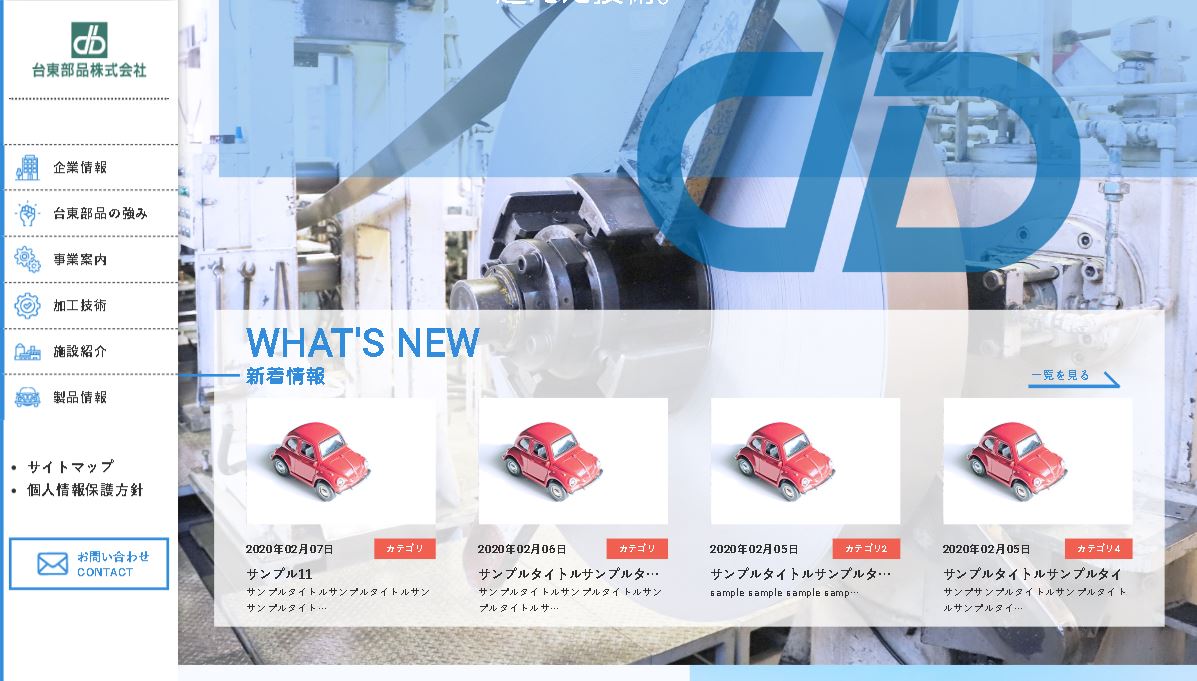 台東部品株式会社
企業情報
台東部品の強み
事業案内
加工技術
施設紹介
製品情報
サイトマップ
個人情報保護方針
お問い合わせ
CONTACT
WHAT'S NEW
新着情報
一覧を見る
2020年02月07日 カテゴリ
サンプル11
サンプルタイトルサンプルタイトルサン
サンプルタイト…
2020年02月06日 カテゴリ
サンプルタイトルサンプルタ…
サンプルタイトルサンプルタイトルサン
プルタイトルサ…
2020年02月05日 カテゴリ2
サンプルタイトルサンプルタ…
sample sample sample samp…
2020年02月05日 カテゴリ4
サンプルタイトルサンプルタイ
サンプサンプルタイトルサンプルタイト
ルサンプルタイ…